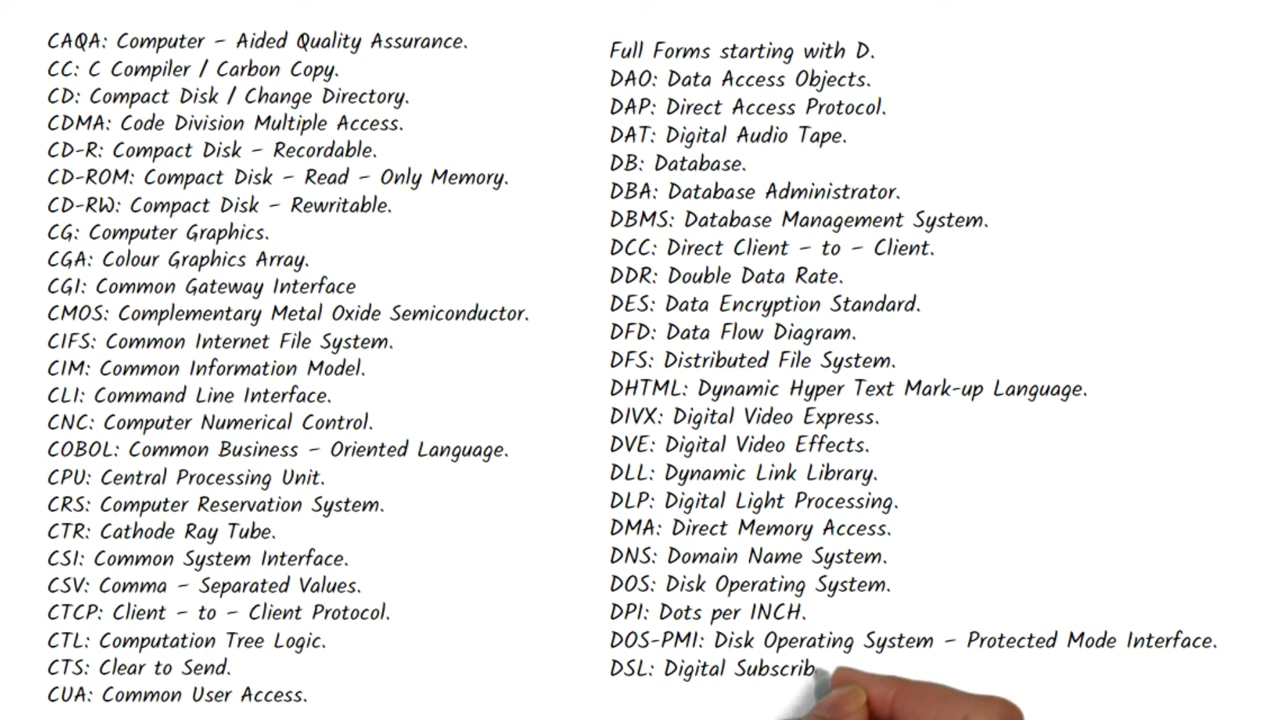 CAQA: Computer – Aided Quality Assurance.
CC: C Compiler / Carbon Copy.
CD: Compact Disk / Change Directory.
CDMA: Code Division Multiple Access.
CD-R: Compact Disk – Recordable.
CD-ROM: Compact Disk – Read – Only Memory.
CD-RW: Compact Disk – Rewritable.
CG: Computer Graphics.
CGA: Colour Graphics Array.
CGI: Common Gateway Interface
CMOS: Complementary Metal Oxide Semiconductor.
CIFS: Common Internet File System.
CIM: Common Information Model.
CLI: Command Line Interface.
CNC: Computer Numerical Control.
COBOL: Common Business – Oriented Language.
CPU: Central Processing Unit.
CRS: Computer Reservation System.
CTR: Cathode Ray Tube.
CSI: Common System Interface.
CSV: Comma – Separated Values.
CTCP: Client – to – Client Protocol.
CTL: Computation Tree Logic.
CTS: Clear to Send.
CUA: Common User Access.
Full Forms starting with D.
DAO: Data Access Objects.
DAP: Direct Access Protocol.
DAT: Digital Audio Tape.
DB: Database.
DBA: Database Administrator.
DBMS: Database Management System.
DCC: Direct Client – to – Client.
DDR: Double Data Rate.
DES: Data Encryption Standard.
DFD: Data Flow Diagram.
DFS: Distributed File System.
DHTML: Dynamic Hyper Text Mark-up Language.
DIVX: Digital Video Express.
DVE: Digital Video Effects.
DLL: Dynamic Link Library.
DLP: Digital Light Processing.
DMA: Direct Memory Access.
DNS: Domain Name System.
DOS: Disk Operating System.
DPI: Dots per INCH.
DOS-PMI: Disk Operating System – Protected Mode Interface.
DSL: Digital Subscrib